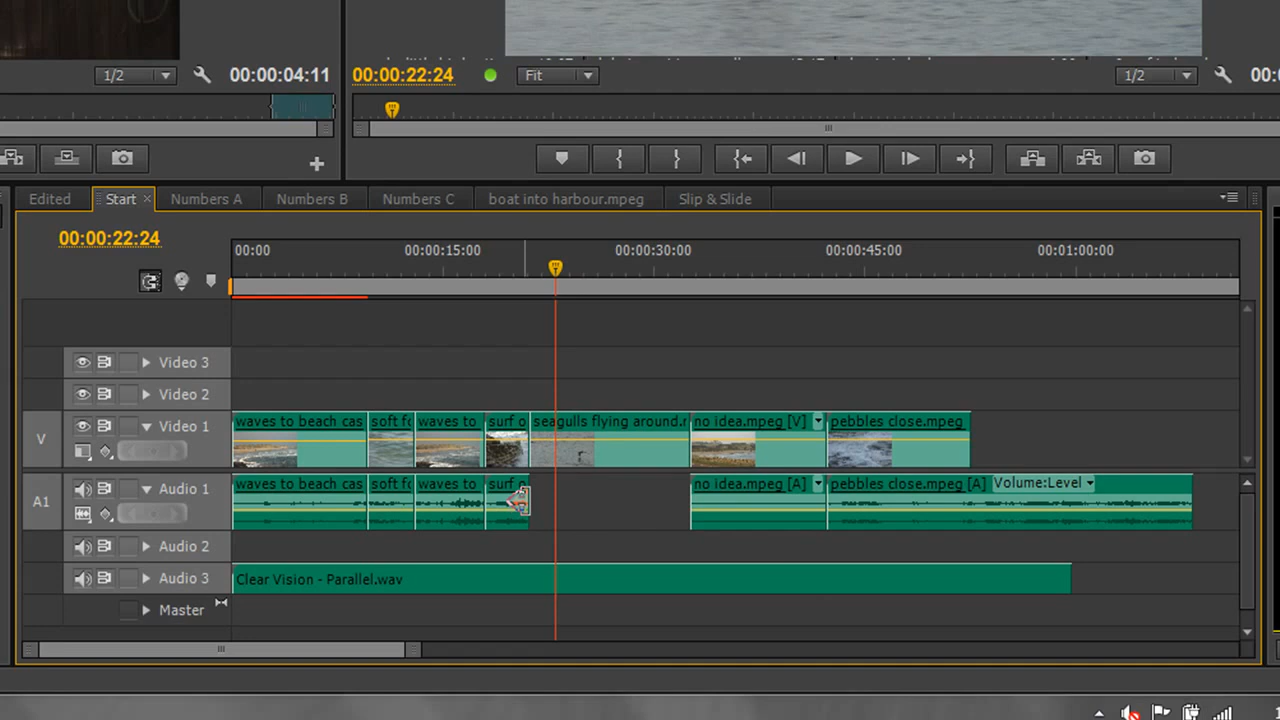 1/2
00:00:04:11
00:00:22:24
Fit
1/2
00:0
Edited
Start
Numbers A
Numbers B
Numbers C
boat into harbour.mpeg
Slip & Slide
00:00:22:24
00:00
00:00:15:00
00:00:30:00
00:00:45:00
00:01:00:00
Video 3
Video 2
V
Video 1
waves to beach cas
soft fo
waves to
surf o
seagulls flying around.r
no idea.mpeg [V]
pebbles close.mpeg
A1
Audio 1
waves to beach cas
soft fo
waves to
surf o
no idea.mpeg [A]
pebbles close.mpeg [A]
Volume:Level
Audio 2
Audio 3
Clear Vision - Parallel.wav
Master